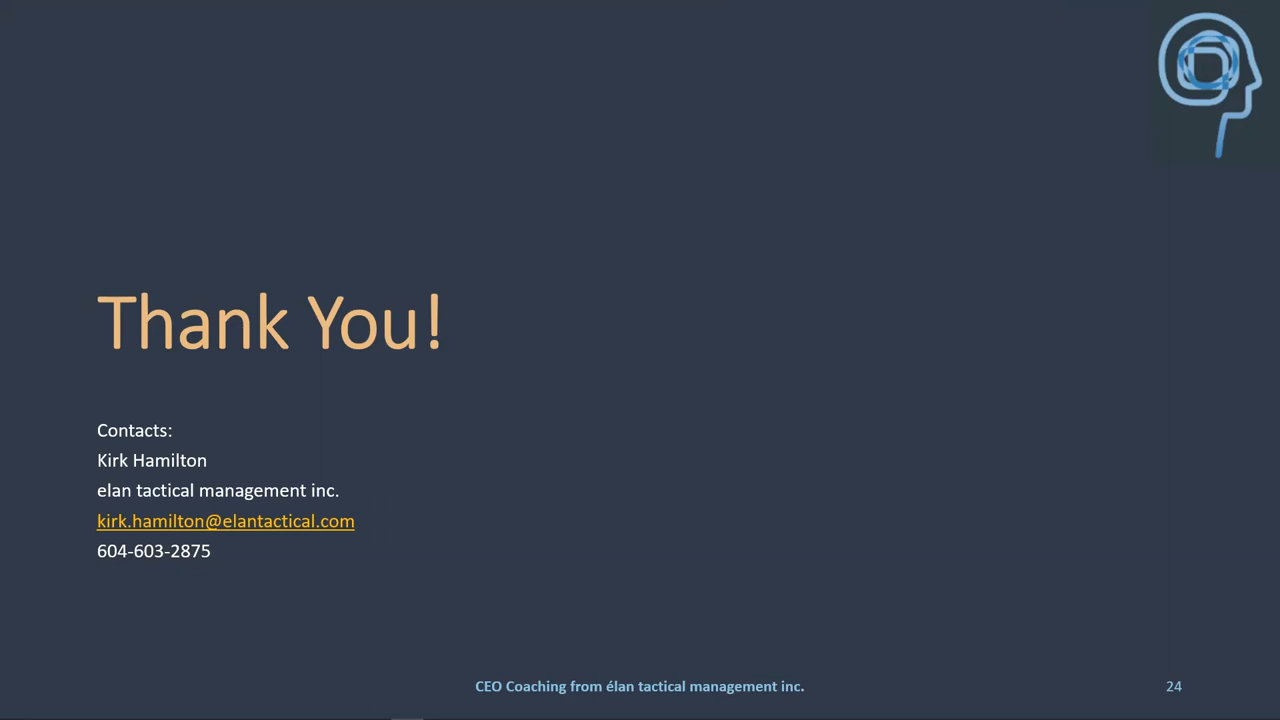 Thank You!
Contacts:
Kirk Hamilton
elan tactical management inc.
kirk.hamilton@elantactical.com
604-603-2875
CEO Coaching from élan tactical management inc.
24